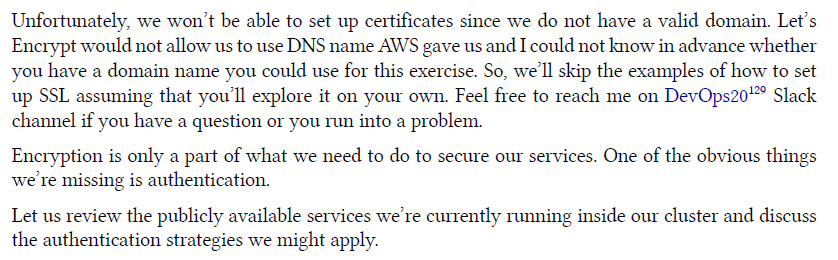 Unfortunately, we won't be able to set up certificates since we do not have a valid domain. Let's
Encrypt would not allow us to use DNS name AWS gave us and I could not know in advance whether
you have a domain name you could use for this exercise. So, we'll skip the examples of how to set
up SSL assuming that you'll explore it on your own. Feel free to reach me on DevOps20¹²⁹ Slack
channel if you have a question or you run into a problem.
Encryption is only a part of what we need to do to secure our services. One of the obvious things
we're missing is authentication.
Let us review the publicly available services we're currently running inside our cluster and discuss
the authentication strategies we might apply.